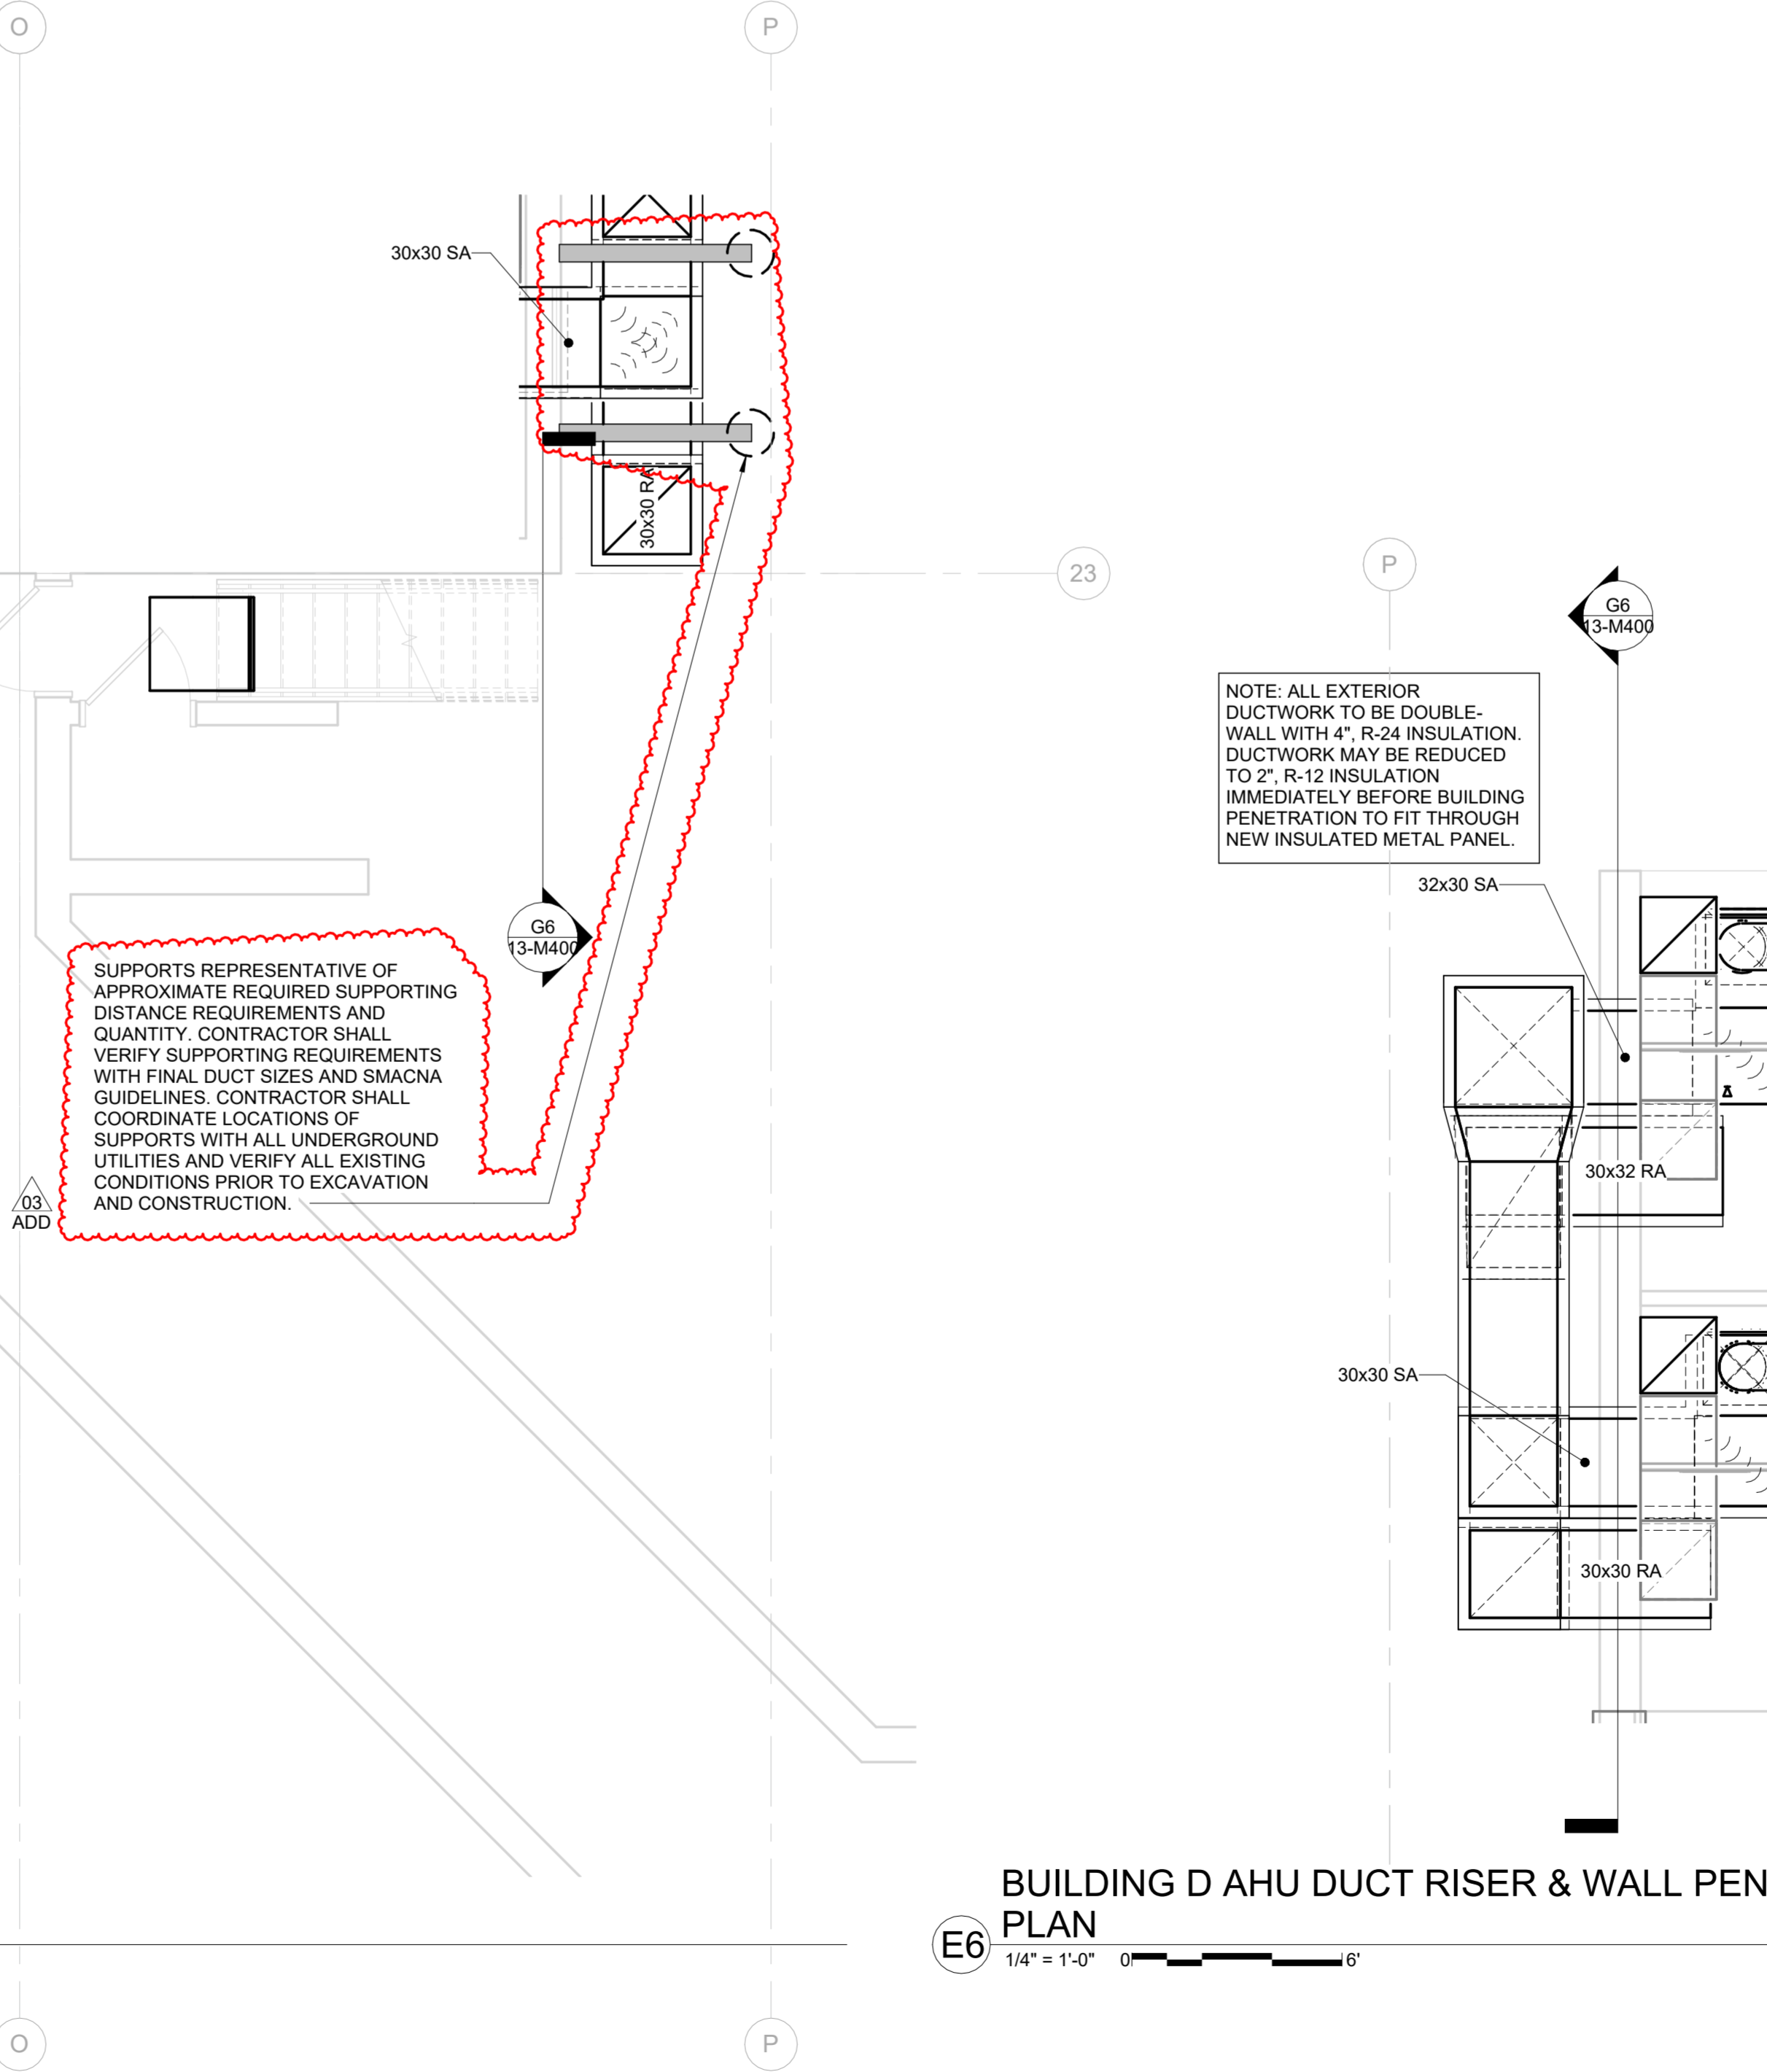 O
P
30x30 SA
30x30 RA
23
G6
13-M400
SUPPORTS REPRESENTATIVE OF
APPROXIMATE REQUIRED SUPPORTING
DISTANCE REQUIREMENTS AND
QUANTITY. CONTRACTOR SHALL
VERIFY SUPPORTING REQUIREMENTS
WITH FINAL DUCT SIZES AND SMACNA
GUIDELINES. CONTRACTOR SHALL
COORDINATE LOCATIONS OF
SUPPORTS WITH ALL UNDERGROUND
UTILITIES AND VERIFY ALL EXISTING
CONDITIONS PRIOR TO EXCAVATION
AND CONSTRUCTION.
03
ADD
P
G6
13-M400
NOTE: ALL EXTERIOR
DUCTWORK TO BE DOUBLE-
WALL WITH 4", R-24 INSULATION.
DUCTWORK MAY BE REDUCED
TO 2", R-12 INSULATION
IMMEDIATELY BEFORE BUILDING
PENETRATION TO FIT THROUGH
NEW INSULATED METAL PANEL.
32x30 SA
30x32 RA
30x30 SA
30x30 RA
BUILDING D AHU DUCT RISER & WALL PEN
PLAN
E6
1/4" = 1'-0"
0
6'
O
P